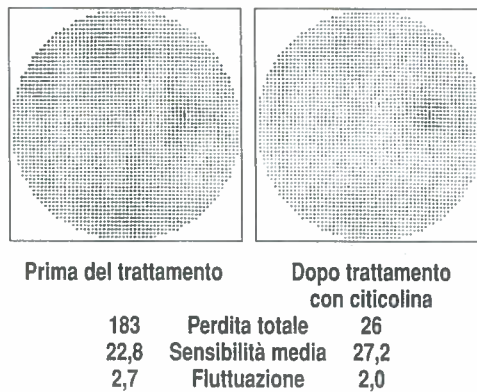 Prima del trattamento Dopo trattamento
con citicolina
183 Perdita totale 26
22,8 Sensibilità media 27,2
2,7 Fluttuazione 2,0